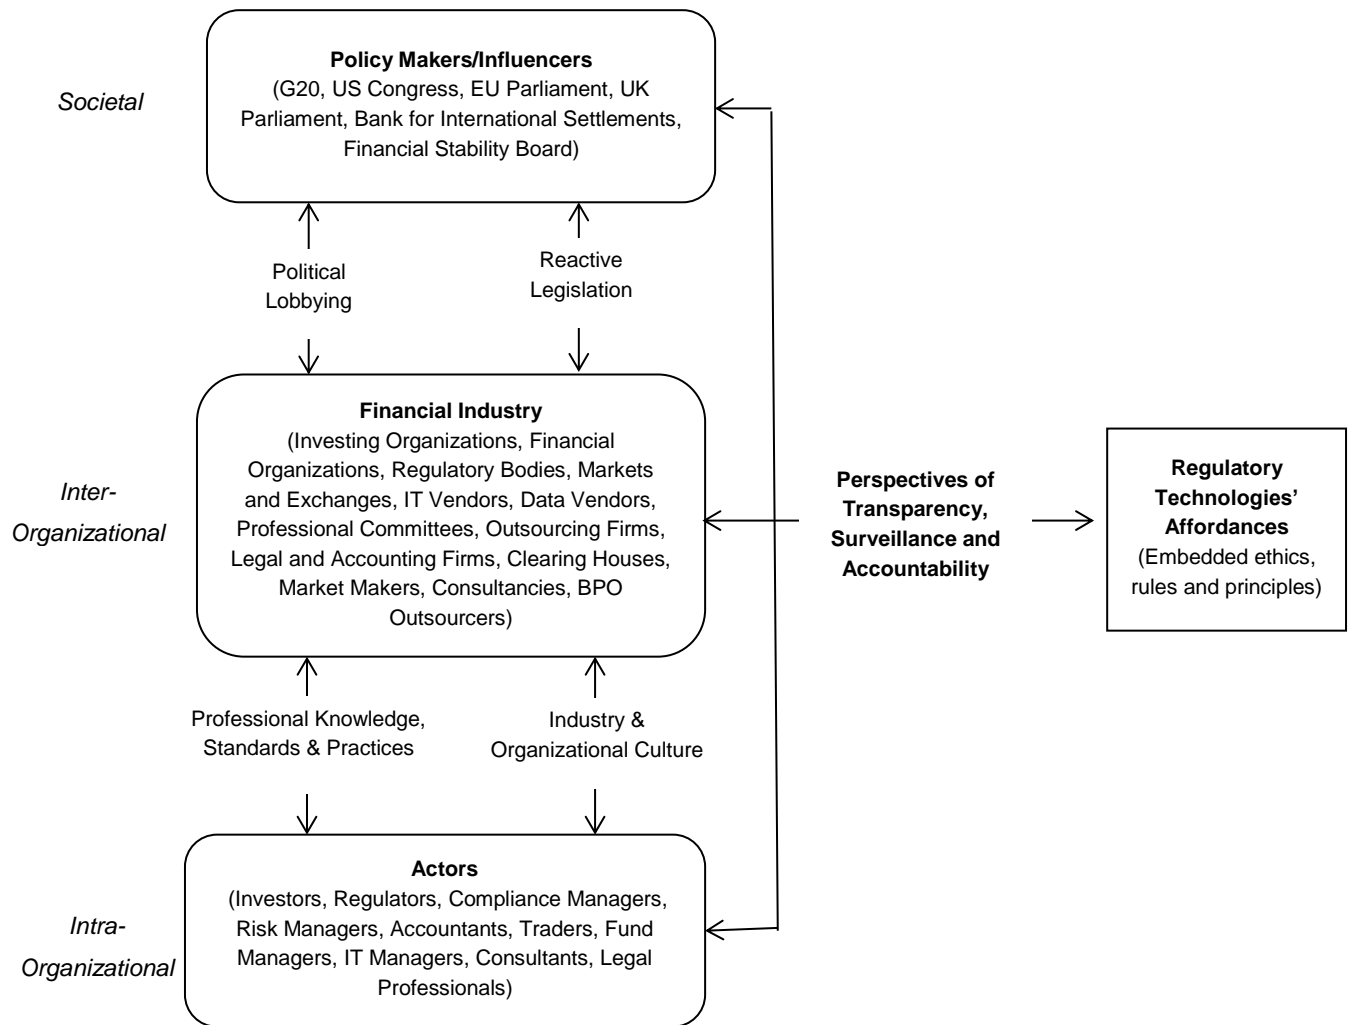 Societal
Policy Makers/Influencers
(G20, US Congress, EU Parliament, UK
Parliament, Bank for International Settlements,
Financial Stability Board)
Political
Lobbying
Reactive
Legislation
Inter-
Organizational
Financial Industry
(Investing Organizations, Financial
Organizations, Regulatory Bodies, Markets
and Exchanges, IT Vendors, Data Vendors,
Professional Committees, Outsourcing Firms,
Legal and Accounting Firms, Clearing Houses,
Market Makers, Consultancies, BPO
Outsourcers)
Perspectives of
Transparency,
Surveillance and
Accountability
Regulatory
Technologies’
Affordances
(Embedded ethics,
rules and principles)
Professional Knowledge,
Standards & Practices
Industry &
Organizational Culture
Intra-
Organizational
Actors
(Investors, Regulators, Compliance Managers,
Risk Managers, Accountants, Traders, Fund
Managers, IT Managers, Consultants, Legal
Professionals)